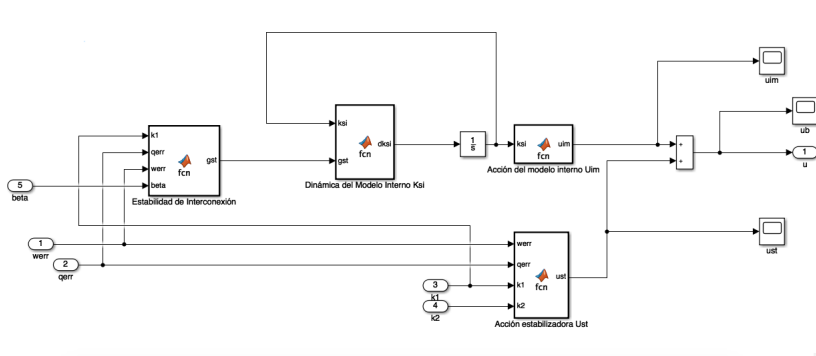 uim
ub
1
u
ust
ksi
dksi
gst
fcn
Dinámica del Modelo Interno Ksi
1
s
ksi
uim
fcn
Acción del modelo interno Uim
+
+
k1
qerr
werr
beta
gst
fcn
Estabilidad de Interconexión
5
beta
1
werr
2
qerr
3
k1
4
k2
werr
qerr
k1
k2
ust
fcn
Acción estabilizadora Ust